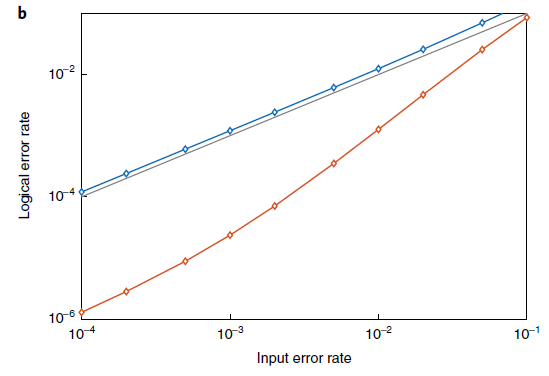 b
Logical error rate
10⁻²
10⁻⁴
10⁻⁶
10⁻⁴ 10⁻³ 10⁻² 10⁻¹
Input error rate